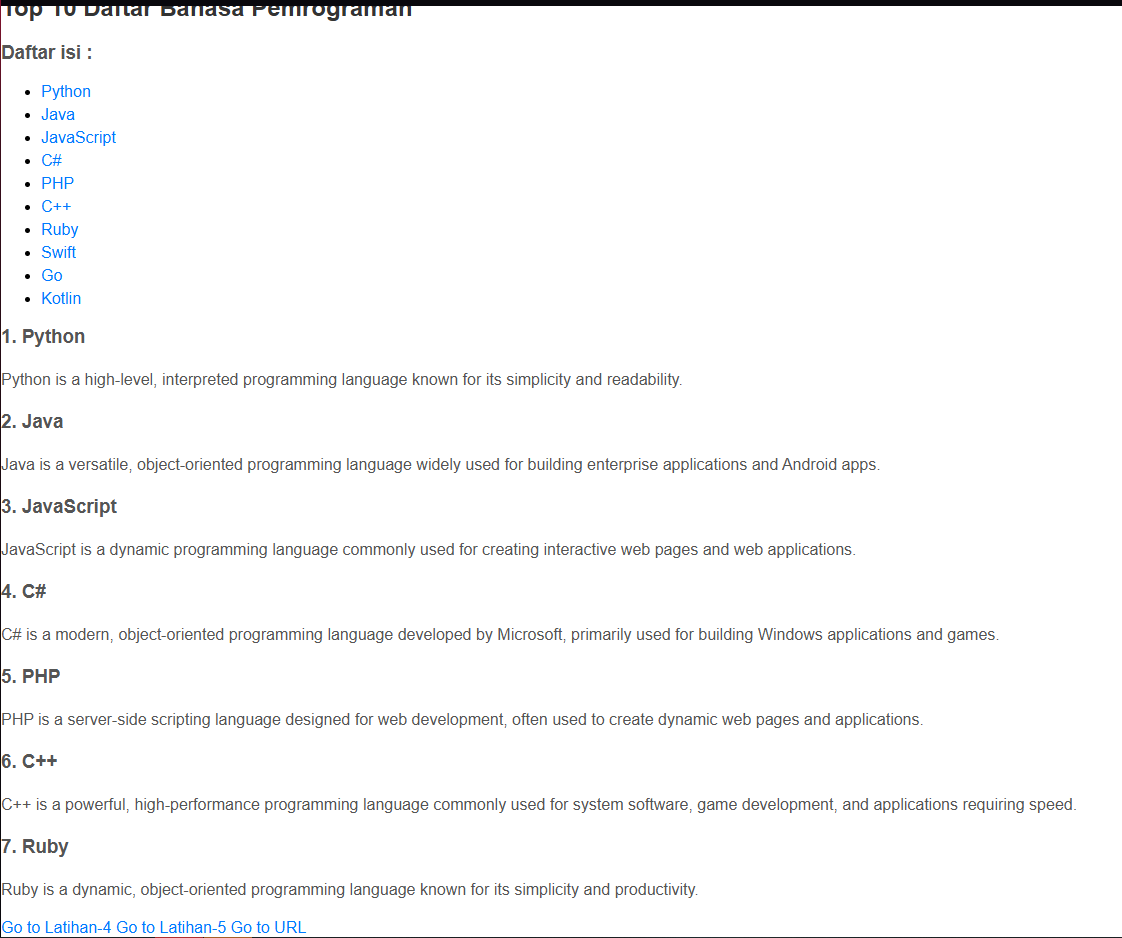 Top 10 Daftar Bahasa Pemrograman
Daftar isi :
Python
Java
JavaScript
C#
PHP
C++
Ruby
Swift
Go
Kotlin
1. Python
Python is a high-level, interpreted programming language known for its simplicity and readability.
2. Java
Java is a versatile, object-oriented programming language widely used for building enterprise applications and Android apps.
3. JavaScript
JavaScript is a dynamic programming language commonly used for creating interactive web pages and web applications.
4. C#
C# is a modern, object-oriented programming language developed by Microsoft, primarily used for building Windows applications and games.
5. PHP
PHP is a server-side scripting language designed for web development, often used to create dynamic web pages and applications.
6. C++
C++ is a powerful, high-performance programming language commonly used for system software, game development, and applications requiring speed.
7. Ruby
Ruby is a dynamic, object-oriented programming language known for its simplicity and productivity.
Go to Latihan-4 Go to Latihan-5 Go to URL